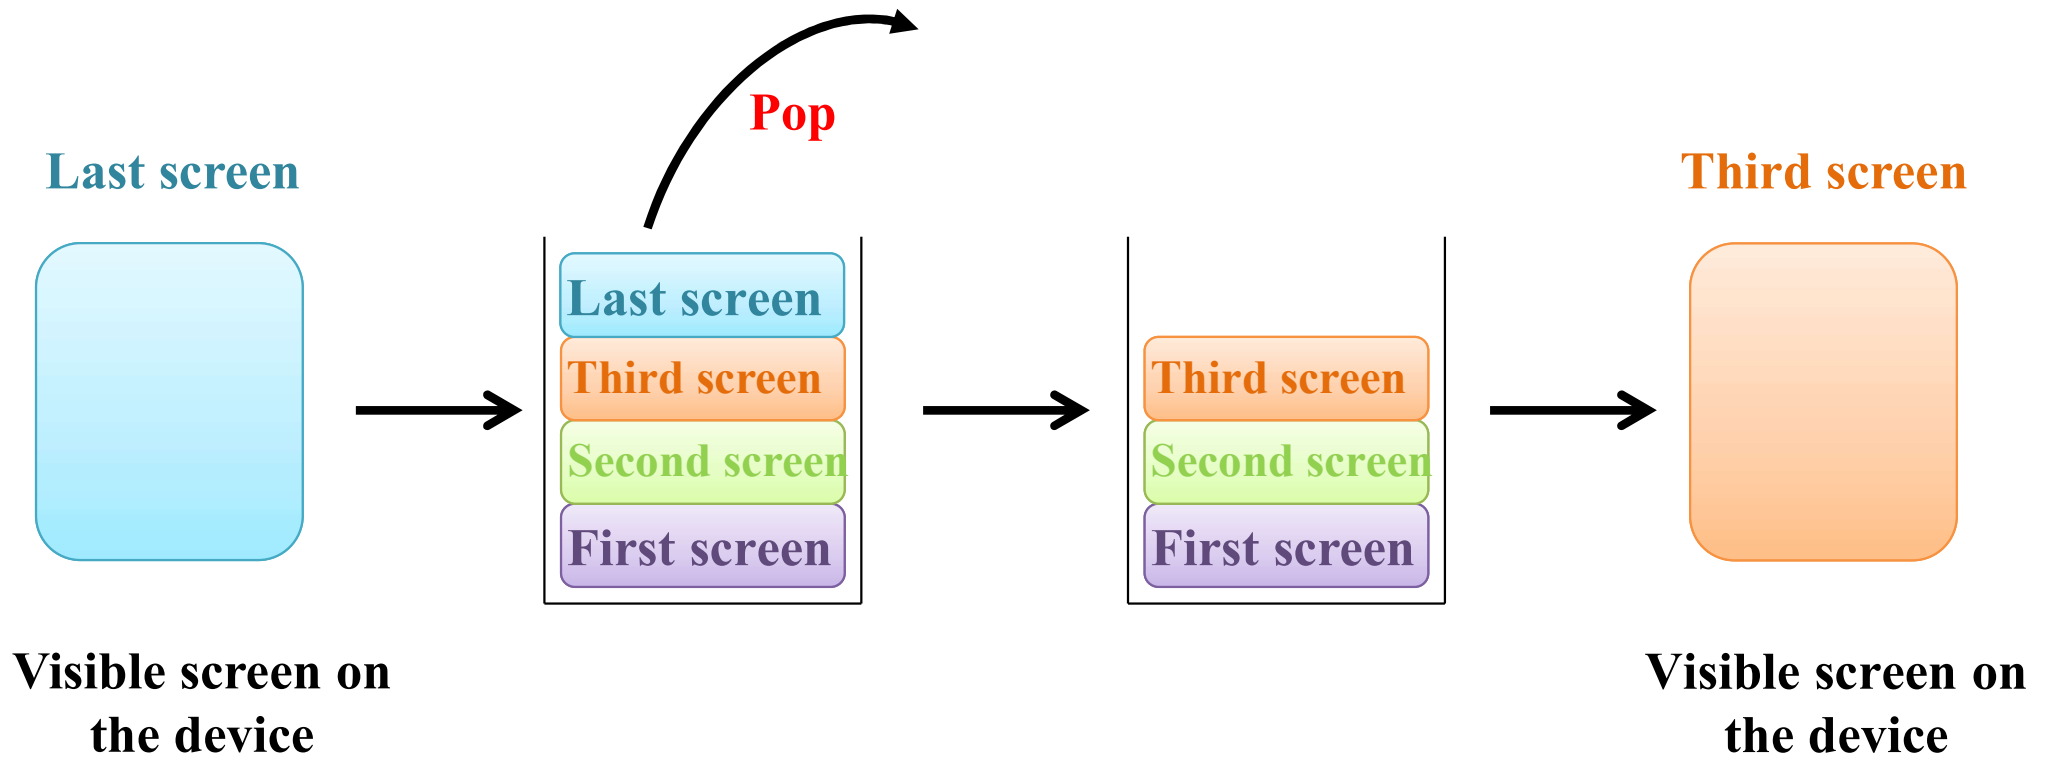 Pop
Last screen
Third screen
Last screen
Third screen
Second screen
First screen
Third screen
Second screen
First screen
Visible screen on
the device
Visible screen on
the device